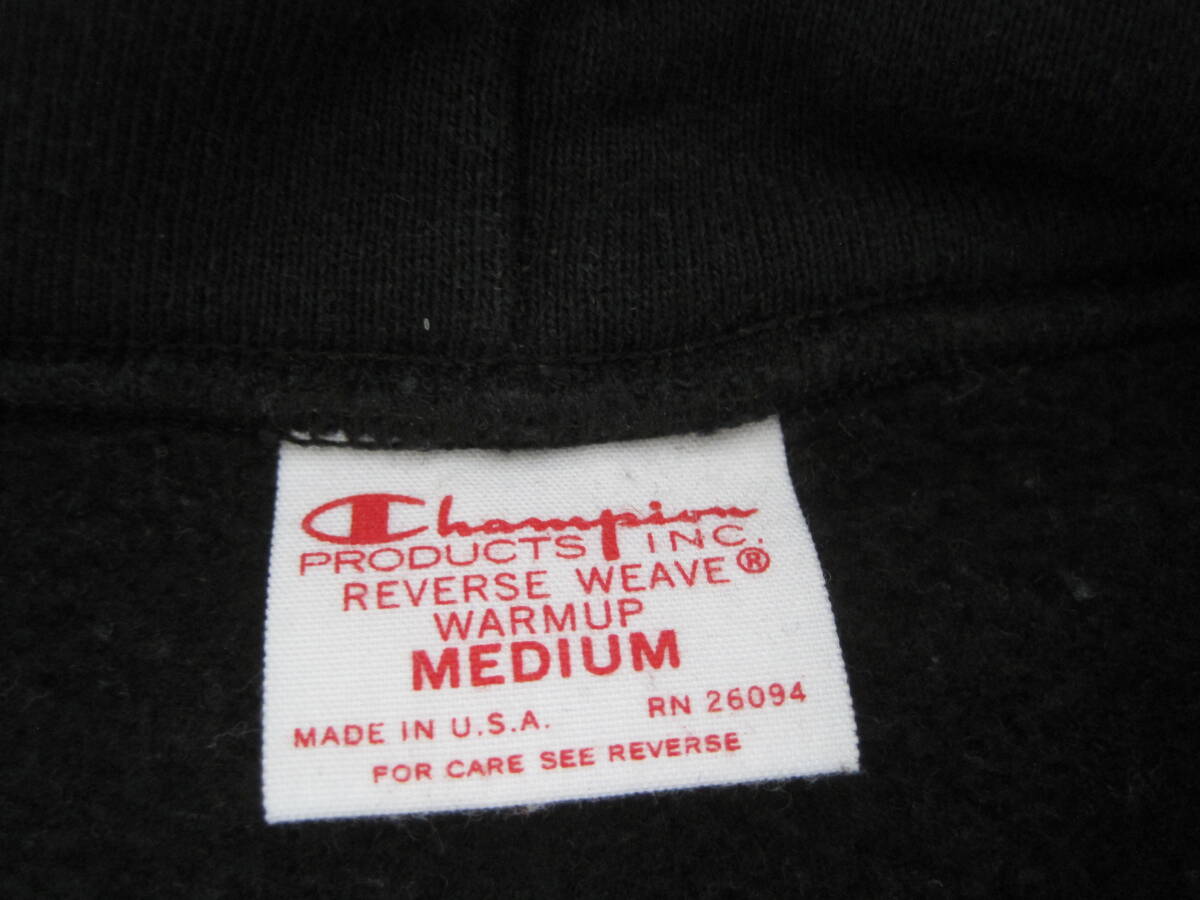 Champion
PRODUCTS INC.
REVERSE WEAVE®
WARMUP
MEDIUM
MADE IN U.S.A. RN 26094
FOR CARE SEE REVERSE